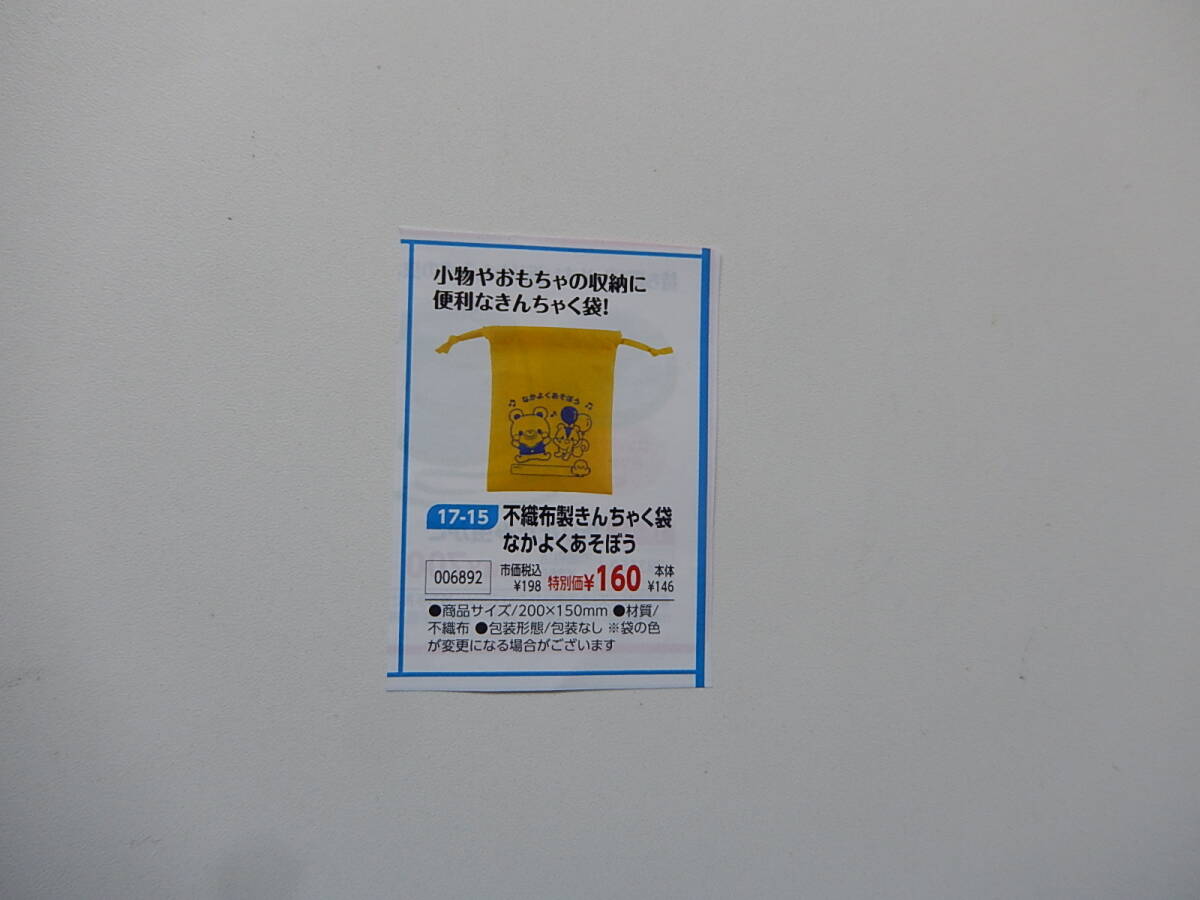 小物やおもちゃの収納に
便利なきんちゃく袋!
♪ なかよくあそぼう ♪
17-15 不織布製きんちゃく袋
なかよくあそぼう
006892 市価税込 ¥198 特別価¥160 本体 ¥146
●商品サイズ/200×150mm ●材質/
不織布 ●包装形態/包装なし ※袋の色
が変更になる場合がございます